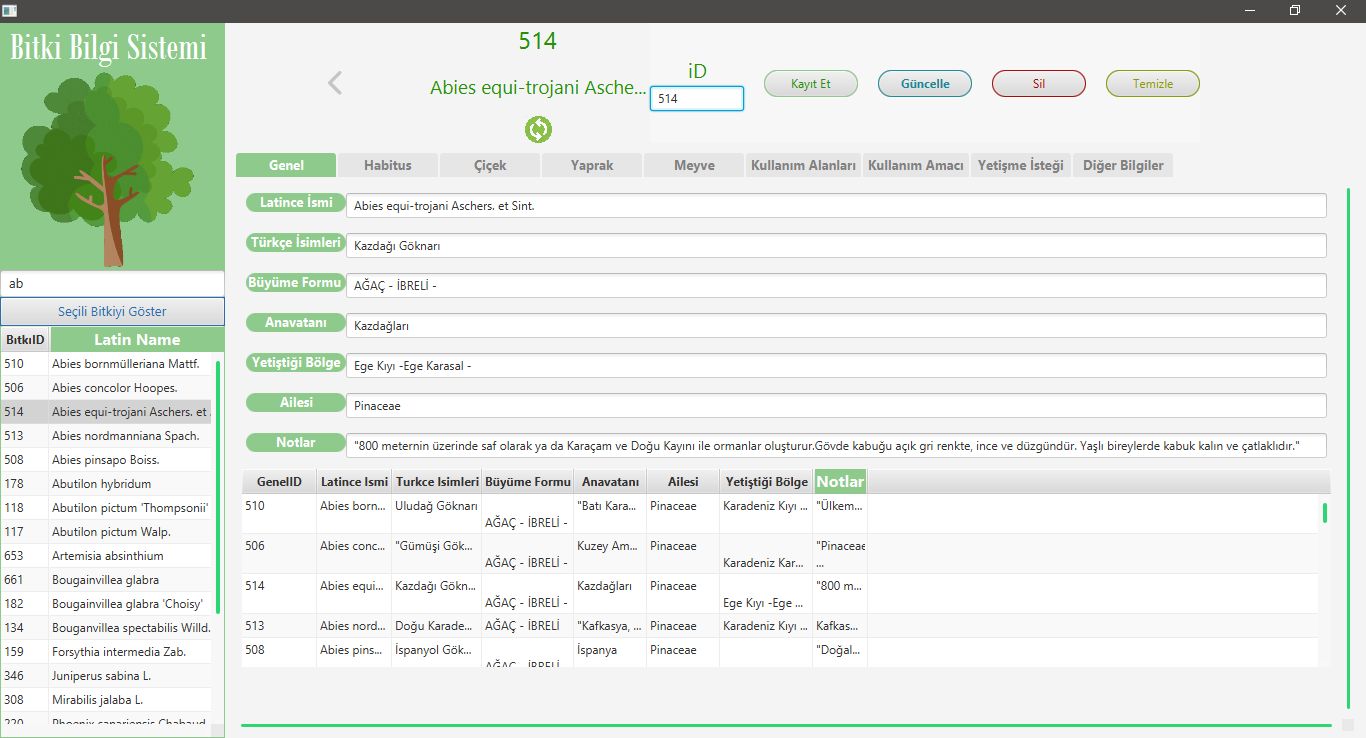 Bitki Bilgi Sistemi
514
Abies equi-trojani Asche...
iD
514
Kayıt Et
Güncelle
Sil
Temizle
Genel
Habitus
Çiçek
Yaprak
Meyve
Kullanım Alanları
Kullanım Amacı
Yetişme İsteği
Diğer Bilgiler
ab
Seçili Bitkiyi Göster
BıtkıID Latin Name
510 Abies bornmülleriana Mattf.
506 Abies concolor Hoopes.
514 Abies equi-trojani Aschers. et .
513 Abies nordmanniana Spach.
508 Abies pinsapo Boiss.
178 Abutilon hybridum
118 Abutilon pictum 'Thompsonii'
117 Abutilon pictum Walp.
653 Artemisia absinthium
661 Bougainvillea glabra
182 Bougainvillea glabra 'Choisy'
134 Bouganvillea spectabilis Willd.
159 Forsythia intermedia Zab.
346 Juniperus sabina L.
308 Mirabilis jalaba L.
220 Phoenix canariensis Chabaud
Latince İsmi Abies equi-trojani Aschers. et Sint.
Türkçe İsimleri Kazdağı Göknarı
Büyüme Formu AĞAÇ - İBRELİ -
Anavatanı Kazdağları
Yetiştiği Bölge Ege Kıyı -Ege Karasal -
Ailesi Pinaceae
Notlar "800 meternin üzerinde saf olarak ya da Karaçam ve Doğu Kayını ile ormanlar oluşturur.Gövde kabuğu açık gri renkte, ince ve düzgündür. Yaşlı bireylerde kabuk kalın ve çatlaklıdır."
GenelID Latince Ismi Turkce Isimleri Büyüme Formu Anavatanı Ailesi Yetiştiği Bölge Notlar
510 Abies born... Uludağ Göknarı AĞAÇ - İBRELİ - "Batı Kara... Pinaceae Karadeniz Kıyı ... "Ülkem...
506 Abies conc... "Gümüşi Gök... AĞAÇ - İBRELİ - Kuzey Am... Pinaceae Karadeniz Kar... "Pinaceae ...
514 Abies equi... Kazdağı Gökn... AĞAÇ - İBRELİ - Kazdağları Pinaceae Ege Kıyı -Ege ... "800 m...
513 Abies nord... Doğu Karade... AĞAÇ - İBRELİ "Kafkasya, ... Pinaceae Karadeniz Kıyı ... Kafkas...
508 Abies pins... İspanyol Gök... AĞAÇ - İBRELİ İspanya Pinaceae "Doğal...